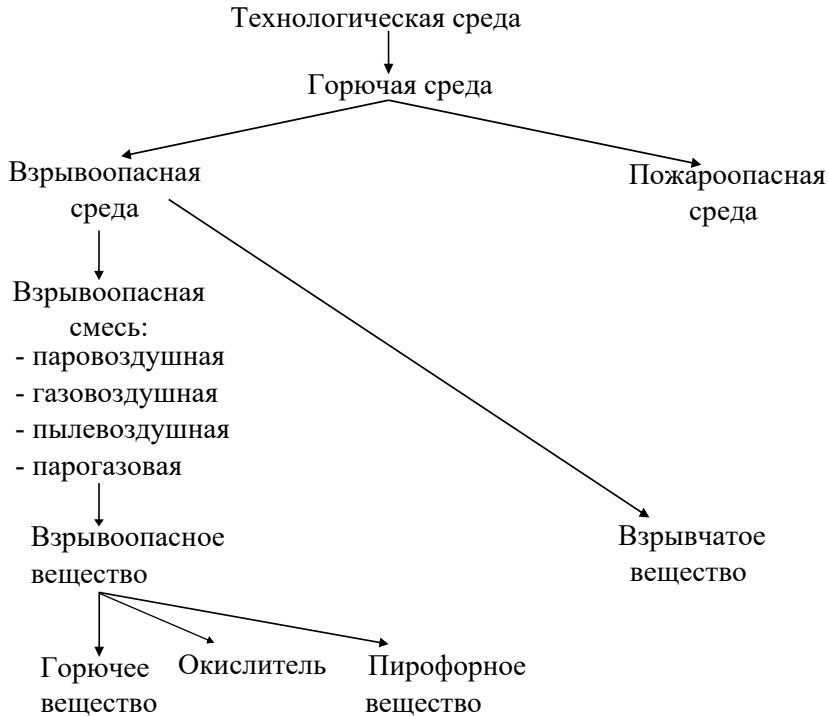 Технологическая среда
Горючая среда
Взрывоопасная
среда
Пожароопасная
среда
Взрывоопасная
смесь:
- паровоздушная
- газовоздушная
- пылевоздушная
- парогазовая
Взрывоопасное
вещество
Взрывчатое
вещество
Горючее
вещество
Окислитель
Пирофорное
вещество